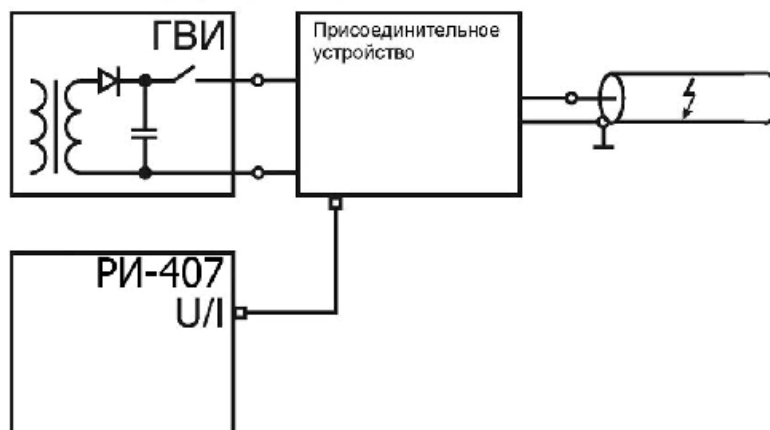 ГВИ
Присоединительное
устройство
РИ-407
U/I